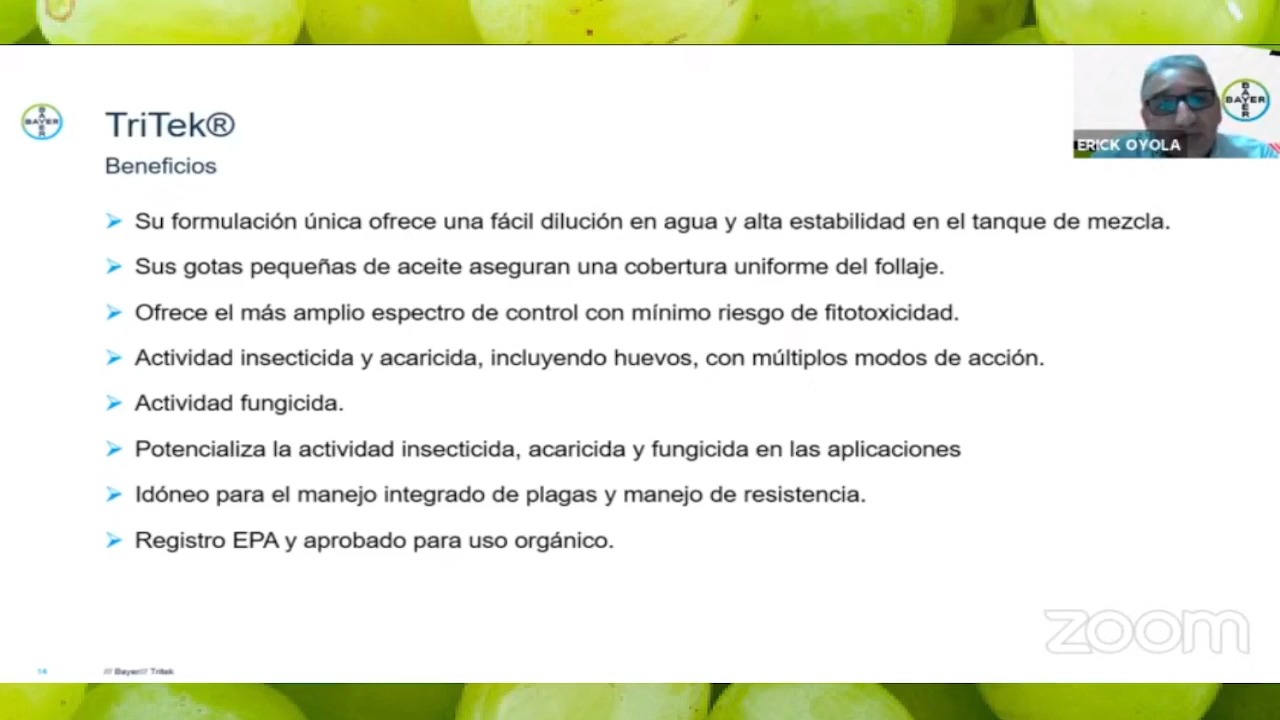 TriTek®
Beneficios
BAYER
BAYER
BAYER
BAYER
ERICK OYOLA
Su formulación única ofrece una fácil dilución en agua y alta estabilidad en el tanque de mezcla.
Sus gotas pequeñas de aceite aseguran una cobertura uniforme del follaje.
Ofrece el más amplio espectro de control con mínimo riesgo de fitotoxicidad.
Actividad insecticida y acaricida, incluyendo huevos, con múltiplos modos de acción.
Actividad fungicida.
Potencializa la actividad insecticida, acaricida y fungicida en las aplicaciones
Idóneo para el manejo integrado de plagas y manejo de resistencia.
Registro EPA y aprobado para uso orgánico.
zoom
14
/// Bayer/// Tritek